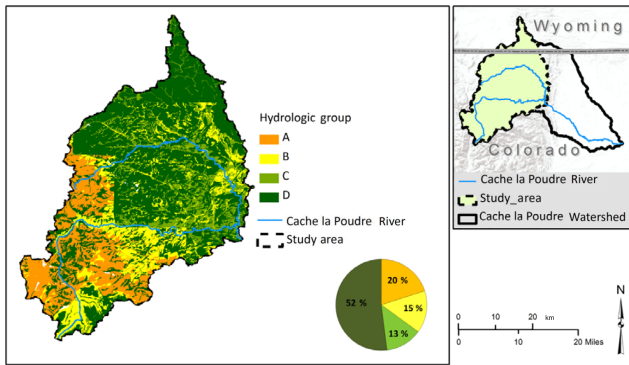 Hydrologic group
A
B
C
D
Cache la Poudre River
Study area
20 %
15 %
13 %
52 %
Wyoming
Colorado
Cache la Poudre River
Study_area
Cache la Poudre Watershed
N
0 10 20 km
0 10 20 Miles